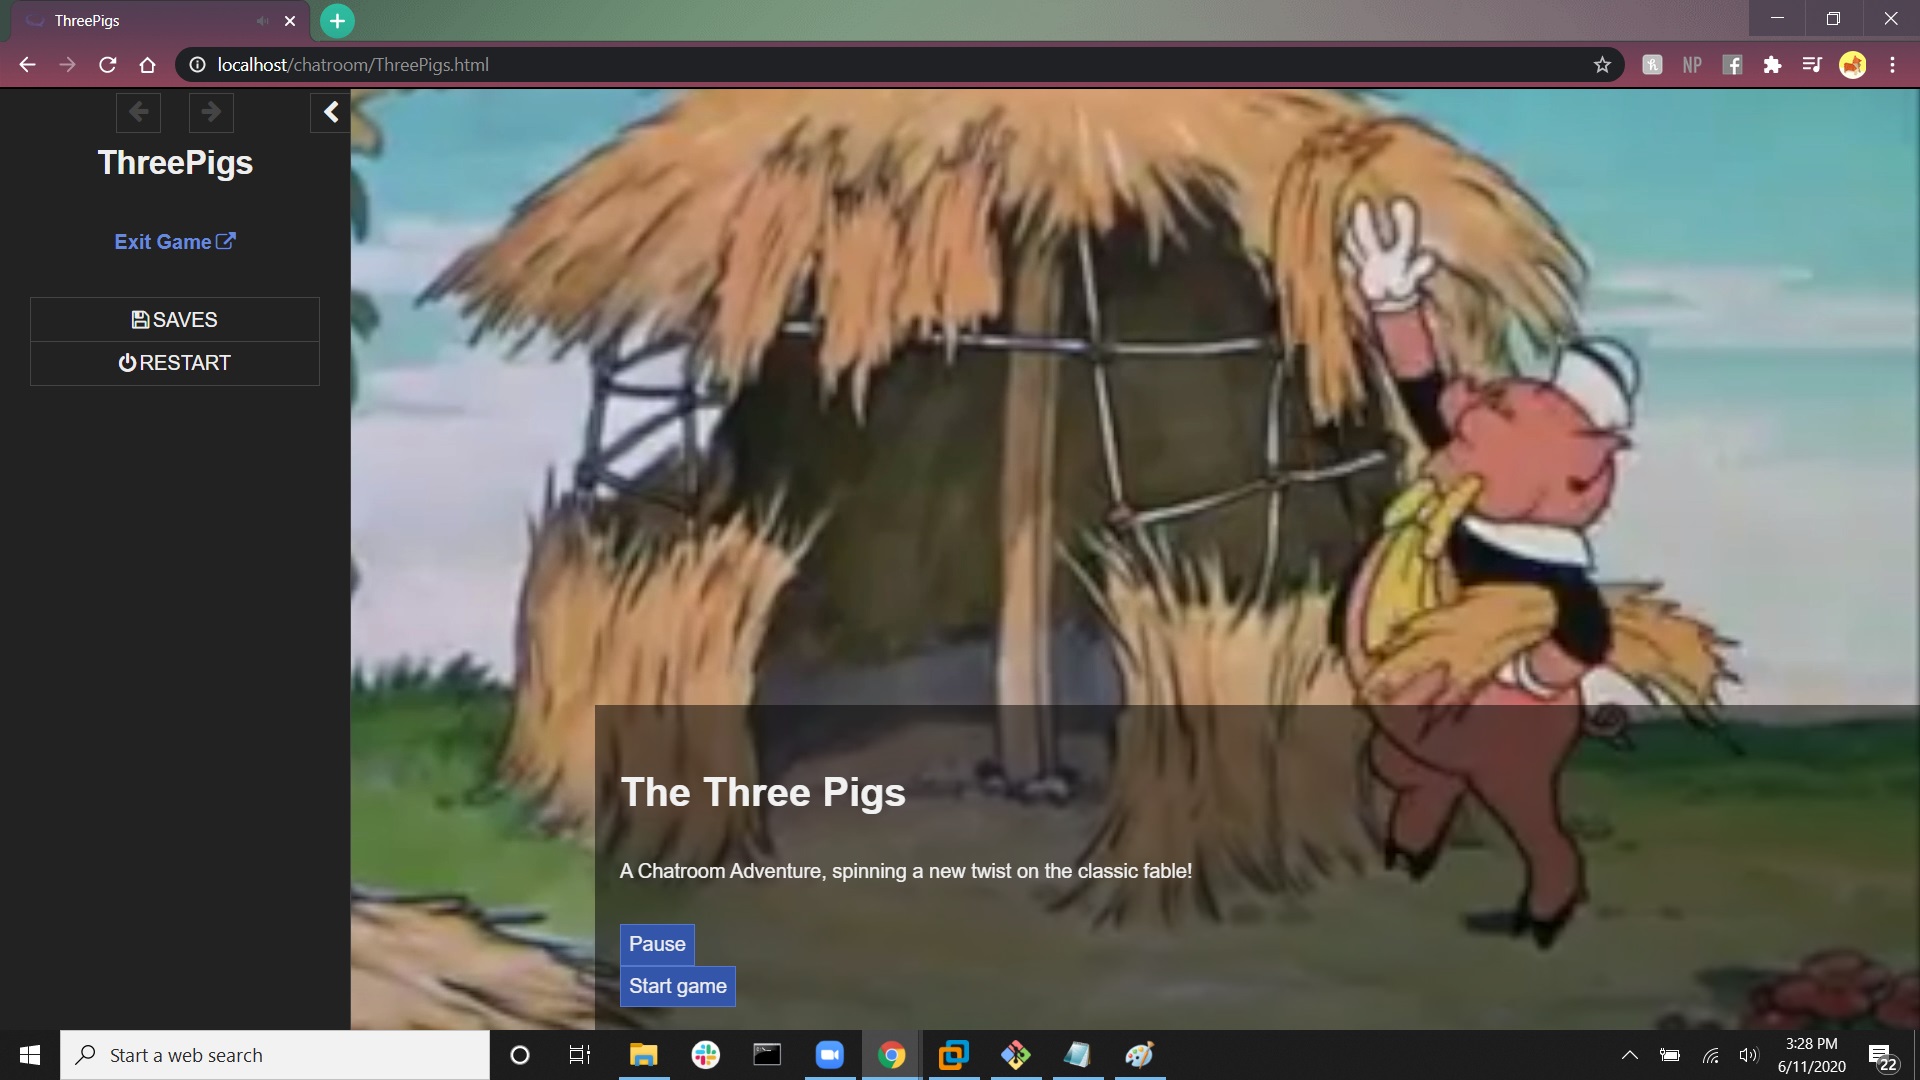 ThreePigs
localhost/chatroom/ThreePigs.html
NP
ThreePigs
Exit Game
SAVES
RESTART
The Three Pigs
A Chatroom Adventure, spinning a new twist on the classic fable!
Pause
Start game
Start a web search
3:28 PM
6/11/2020
22